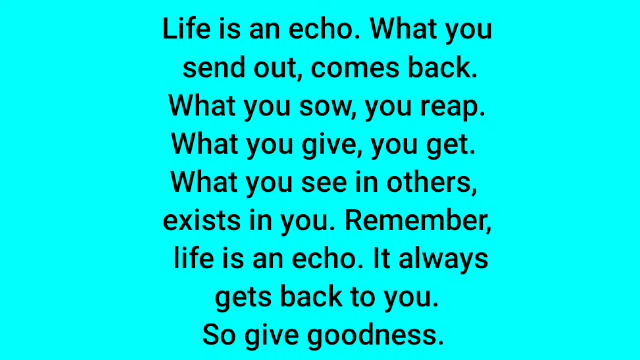 Life is an echo. What you
send out, comes back.
What you sow, you reap.
What you give, you get.
What you see in others,
exists in you. Remember,
life is an echo. It always
gets back to you.
So give goodness.